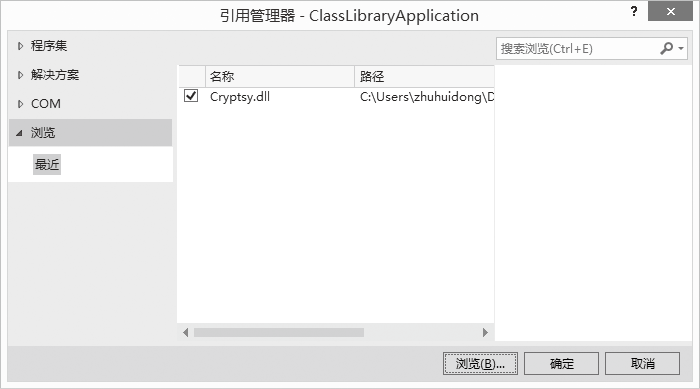 引用管理器 - ClassLibraryApplication
? ×
程序集
解决方案
COM
浏览
最近
搜索浏览(Ctrl+E)
名称 路径
Cryptsy.dll C:\Users\zhuhuidong\D
浏览(B)... 确定 取消